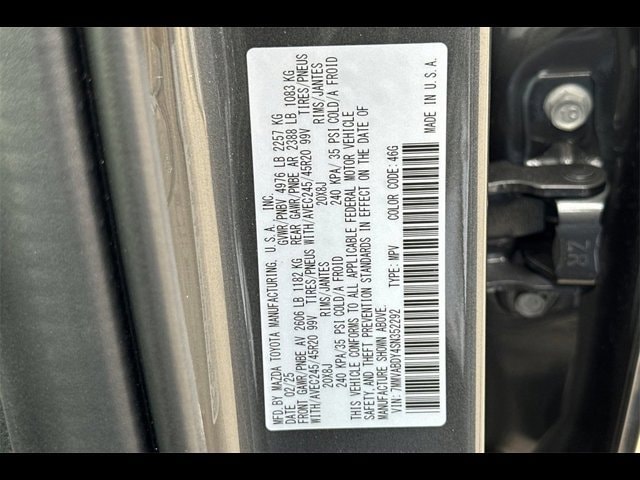 MFD. BY MAZDA TOYOTA MANUFACTURING, U.S.A., INC.
DATE: 02/25 GVWR/PNBV 4976 LB 2257 KG
FRONT GAWR/PNBE AV 2606 LB 1182 KG REAR GAWR/PNBE AR 2388 LB 1083 KG
WITH/AVEC245/45R20 99V TIRES/PNEUS WITH/AVEC245/45R20 99V TIRES/PNEUS
20X8J RIMS/JANTES 20X8J RIMS/JANTES
240 KPA/35 PSI COLD/A FROID 240 KPA/35 PSI COLD/A FROID
THIS VEHICLE CONFORMS TO ALL APPLICABLE FEDERAL MOTOR VEHICLE
SAFETY, AND THEFT PREVENTION STANDARDS IN EFFECT ON THE DATE OF
MANUFACTURE SHOWN ABOVE.
VIN: 7MMVABDY4SN352292 TYPE: MPV COLOR CODE: 46G
MADE IN U.S.A.
7R